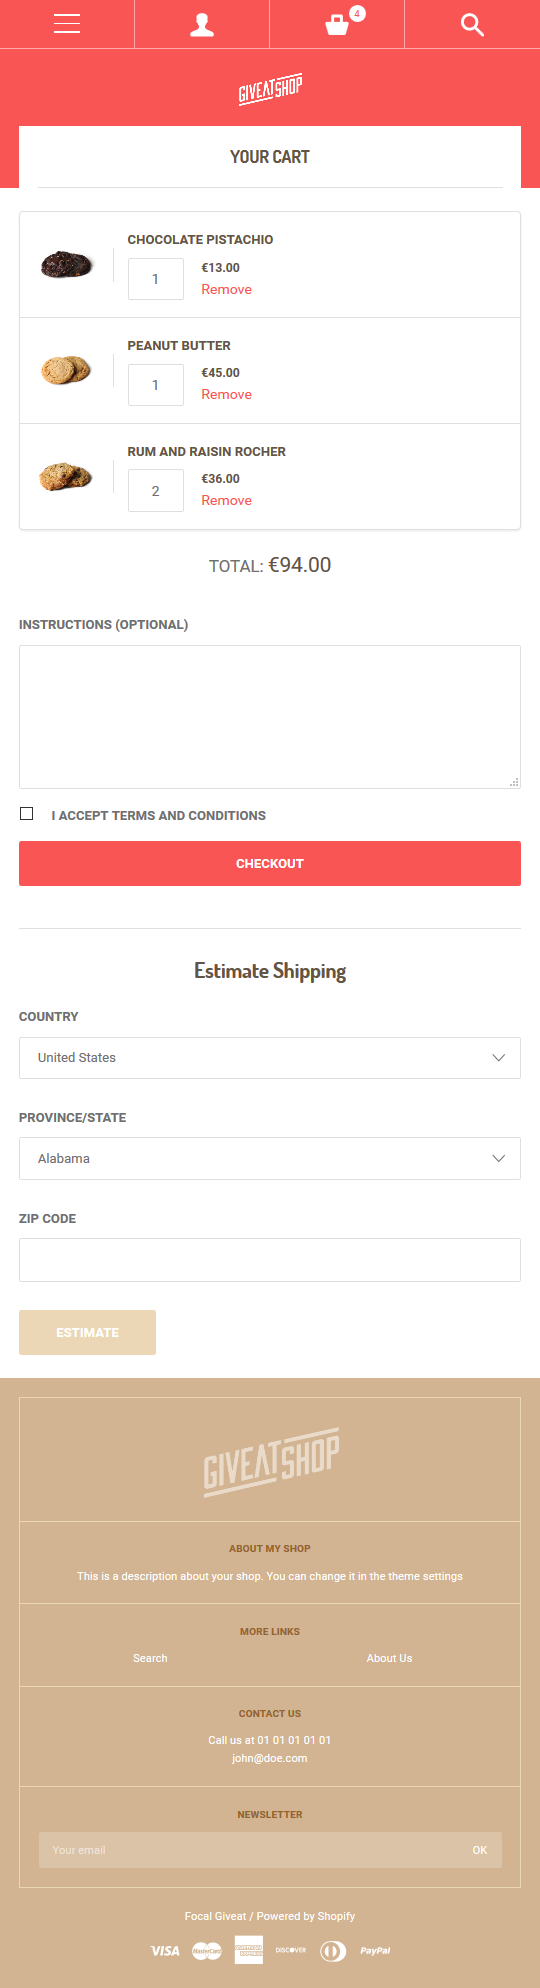 4
GIVEATSHOP
YOUR CART
CHOCOLATE PISTACHIO
1
€13.00
Remove
PEANUT BUTTER
1
€45.00
Remove
RUM AND RAISIN ROCHER
2
€36.00
Remove
TOTAL: €94.00
INSTRUCTIONS (OPTIONAL)
I ACCEPT TERMS AND CONDITIONS
CHECKOUT
Estimate Shipping
COUNTRY
United States
PROVINCE/STATE
Alabama
ZIP CODE
ESTIMATE
GIVEATSHOP
ABOUT MY SHOP
This is a description about your shop. You can change it in the theme settings
MORE LINKS
Search About Us
CONTACT US
Call us at 01 01 01 01 01
john@doe.com
NEWSLETTER
Your email OK
Focal Giveat / Powered by Shopify
VISA MasterCard AMERICAN EXPRESS DISCOVER PayPal